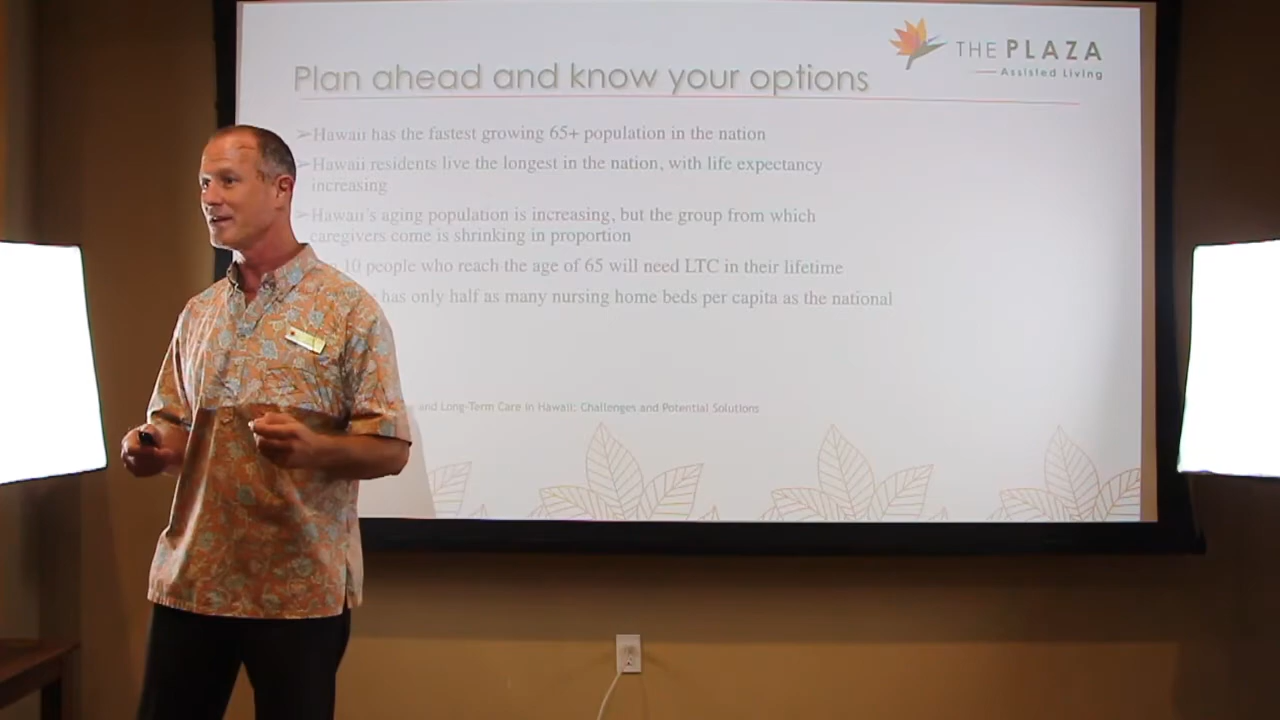 THE PLAZA
Assisted Living
Plan ahead and know your options
➢Hawaii has the fastest growing 65+ population in the nation
➢Hawaii residents live the longest in the nation, with life expectancy
increasing
➢Hawaii's aging population is increasing, but the group from which
caregivers come is shrinking in proportion
10 people who reach the age of 65 will need LTC in their lifetime
has only half as many nursing home beds per capita as the national
and Long-Term Care in Hawaii: Challenges and Potential Solutions